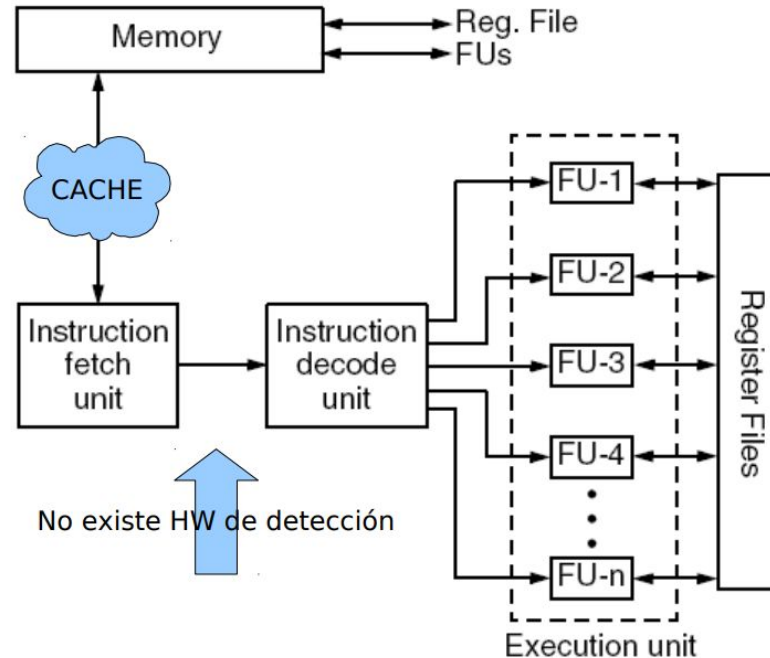 Memory
Reg. File
FUs
CACHE
Instruction
fetch
unit
Instruction
decode
unit
FU-1
FU-2
FU-3
FU-4
FU-n
Register Files
No existe HW de detección
Execution unit